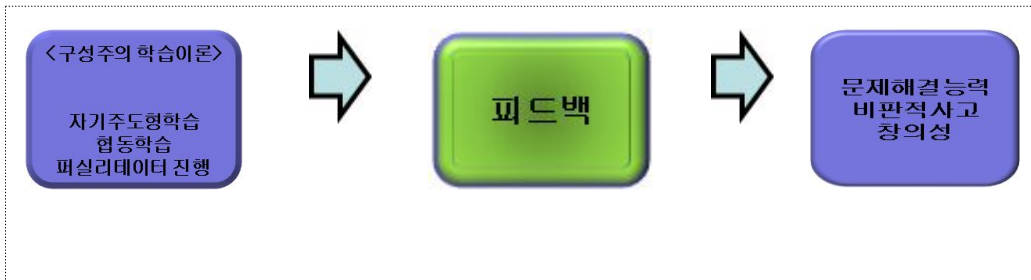 <구성주의 학습이론>
자기주도형학습
협동학습
퍼실리테이터 진행
피드백
문제해결능력
비판적사고
창의성